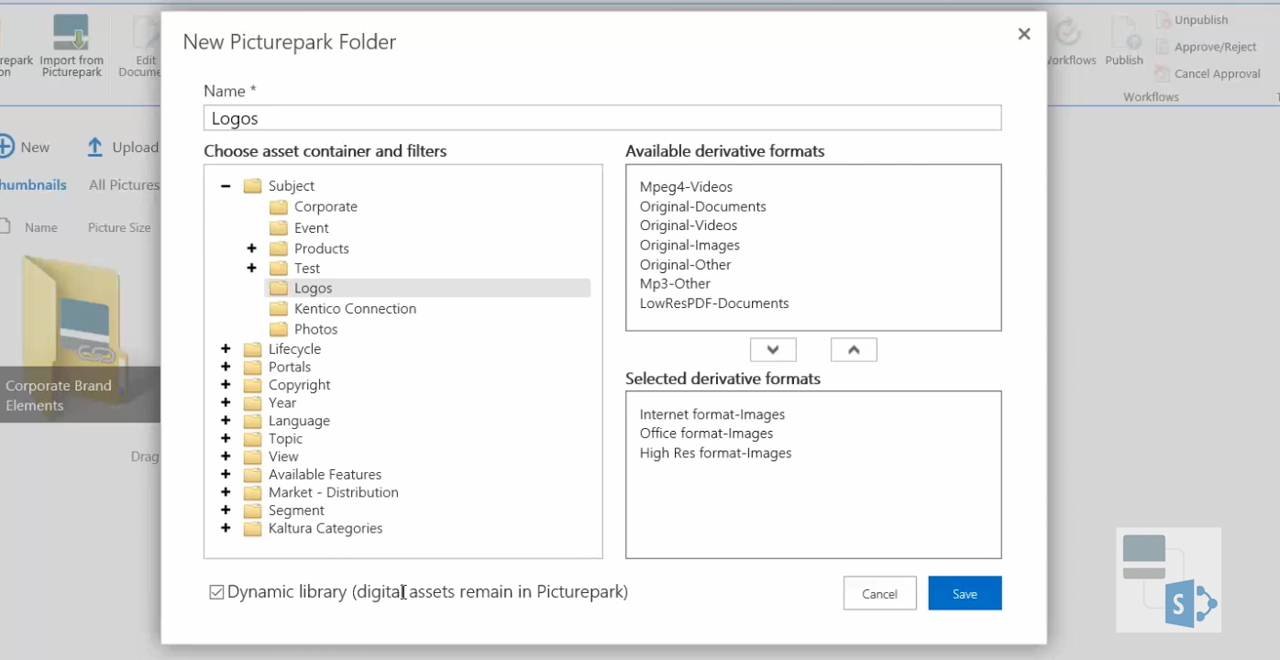 New Picturepark Folder
Name *
Logos
Choose asset container and filters
Subject
Corporate
Event
Products
Test
Logos
Kentico Connection
Photos
Lifecycle
Portals
Copyright
Year
Language
Topic
View
Available Features
Market - Distribution
Segment
Kaltura Categories
Available derivative formats
Mpeg4-Videos
Original-Documents
Original-Videos
Original-Images
Original-Other
Mp3-Other
LowResPDF-Documents
Selected derivative formats
Internet format-Images
Office format-Images
High Res format-Images
Dynamic library (digital assets remain in Picturepark)
Cancel
Save
Import from
Picturepark
Edit
New
Upload
All Pictures
Name
Picture Size
Corporate Brand
Elements
Drag
Publish
Unpublish
Approve/Reject
Cancel Approval
Workflows
S